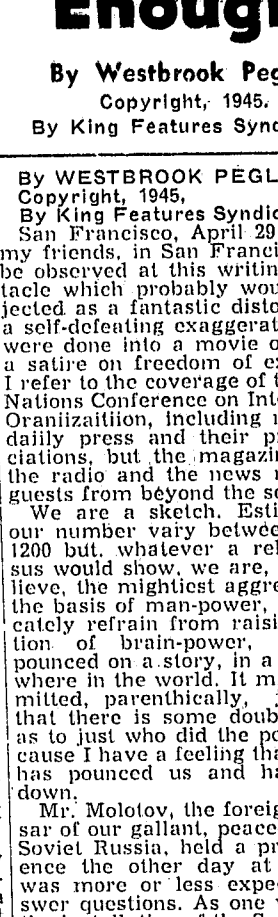 Enoug
By Westbrook Peg
Copyright, 1945.
By King Features Synd
By WESTBROOK PEGL
Copyright, 1945,
By King Features Syndic
San Francisco, April 29
my friends, in San Franci
be observed at this writin
tacle which probably wou
jected as a fantastic disto
a self-defeating exaggerat
were done into a movie o
a satire on freedom of e
I refer to the coverage of t
Nations Conference on Int
Oraniizaitiion, including
daiily press and their p
ciations, but the magazin
the radio and the news
guests from beyond the se
We are a sketch. Esti
our number vary betwee
1200 but. whatever a rel
sus would show, we are,
lieve, the mightiest aggre
the basis of man-power,
cately refrain from raisi
tion of brain-power,
pounced on a story, in a
where in the world. It m
mitted, parenthically,
that there is some doub
as to just who did the po
cause I have a feeling tha
has pounced us and ha
down.
Mr. Molotov, the foreig
sar of our gallant, peace
Soviet Russia, held a pr
ence the other day at
was more or less expe
swer questions. As one